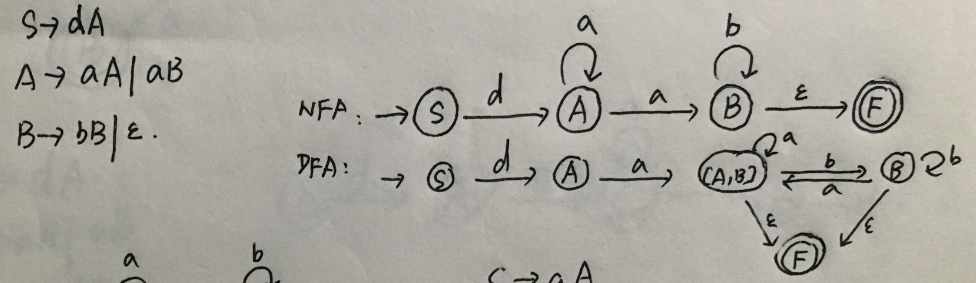 S→ dA
A→ aA | aB
B→ bB | ε.
a b
NFA: → S d A a B ε F
DFA: → S d A a {A,B} a b a B b
ε ε
F
a b C→ aA